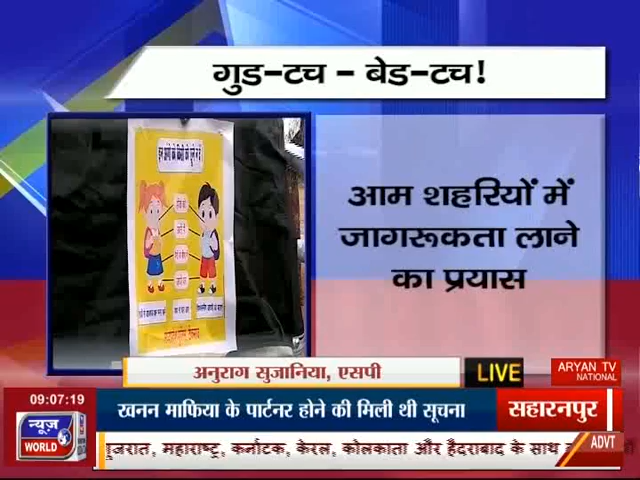 गुड-टच - बेड-टच!
आम शहरियों में
जागरूकता लाने
का प्रयास
अनुराग सुजानिया, एसपी
LIVE
ARYAN TV
NATIONAL
09:07:19
खनन माफिया के पार्टनर होने की मिली थी सूचना
सहारनपुर
न्यूज़
WORLD
गुजरात, महाराष्ट्र, कर्नाटक, केरल, कोलकाता और हैदराबाद के साथ
ADVT